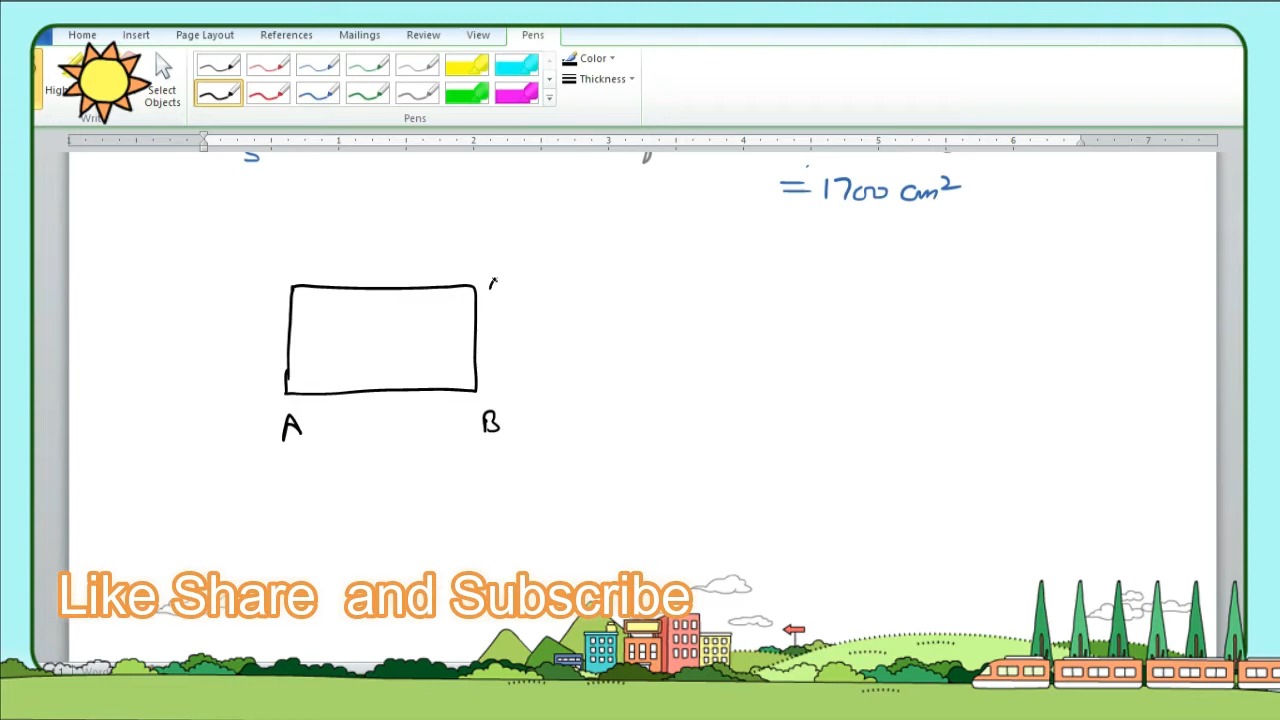 Home Insert Page Layout References Mailings Review View Pens
Color
Thickness
Select
Objects
Pens
1 1 2 3 4 5 6 7
= 1700 cm²
A B
Like Share and Subscribe